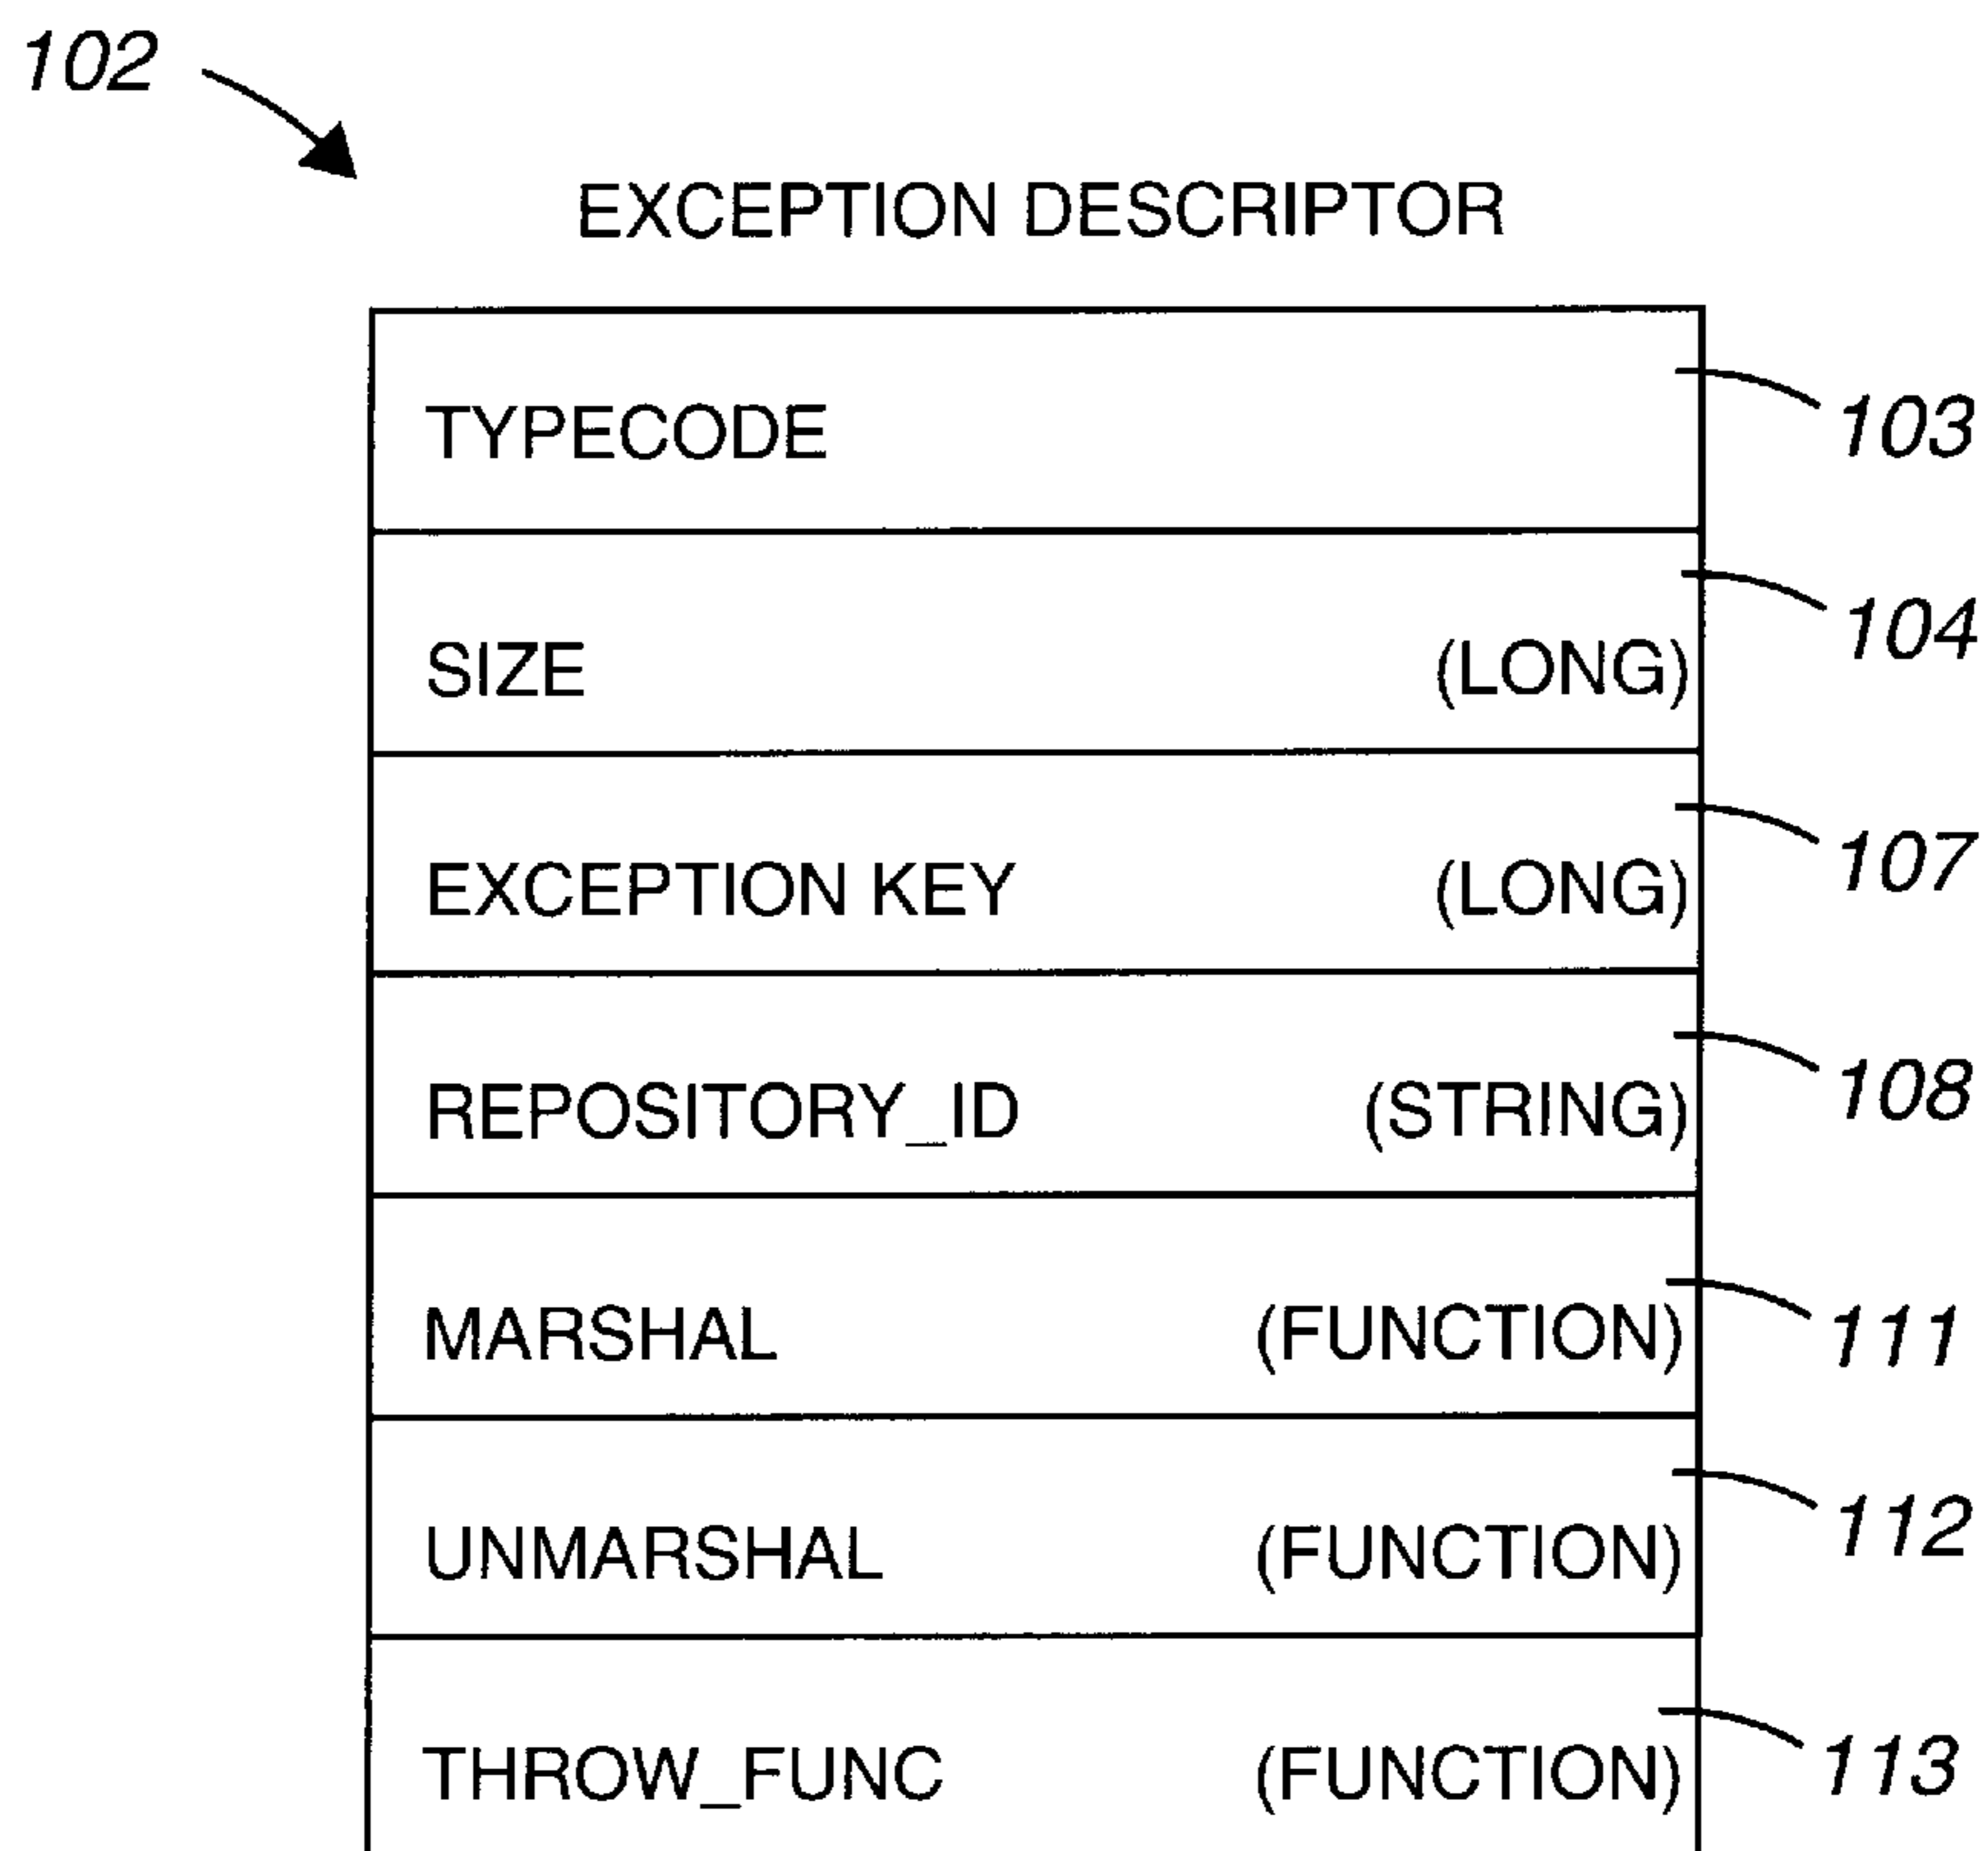 102
EXCEPTION DESCRIPTOR
TYPECODE 103
SIZE (LONG) 104
EXCEPTION KEY (LONG) 107
REPOSITORY_ID (STRING) 108
MARSHAL (FUNCTION) 111
UNMARSHAL (FUNCTION) 112
THROW_FUNC (FUNCTION) 113